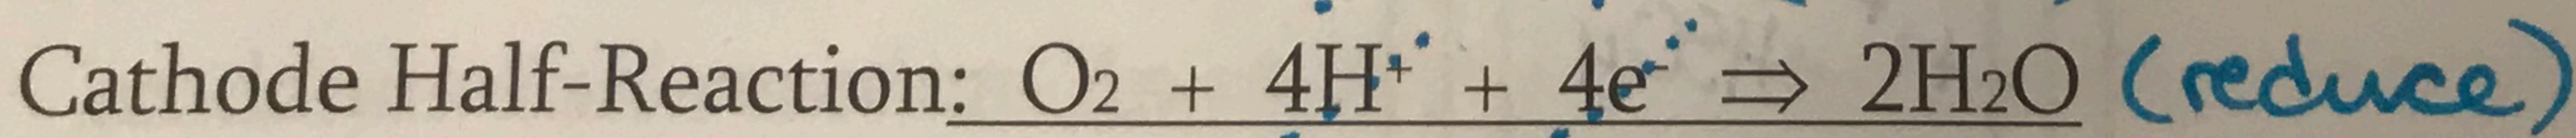 Cathode Half-Reaction: O₂ + 4H⁺ + 4e⁻ ⇒ 2H₂O (reduce)